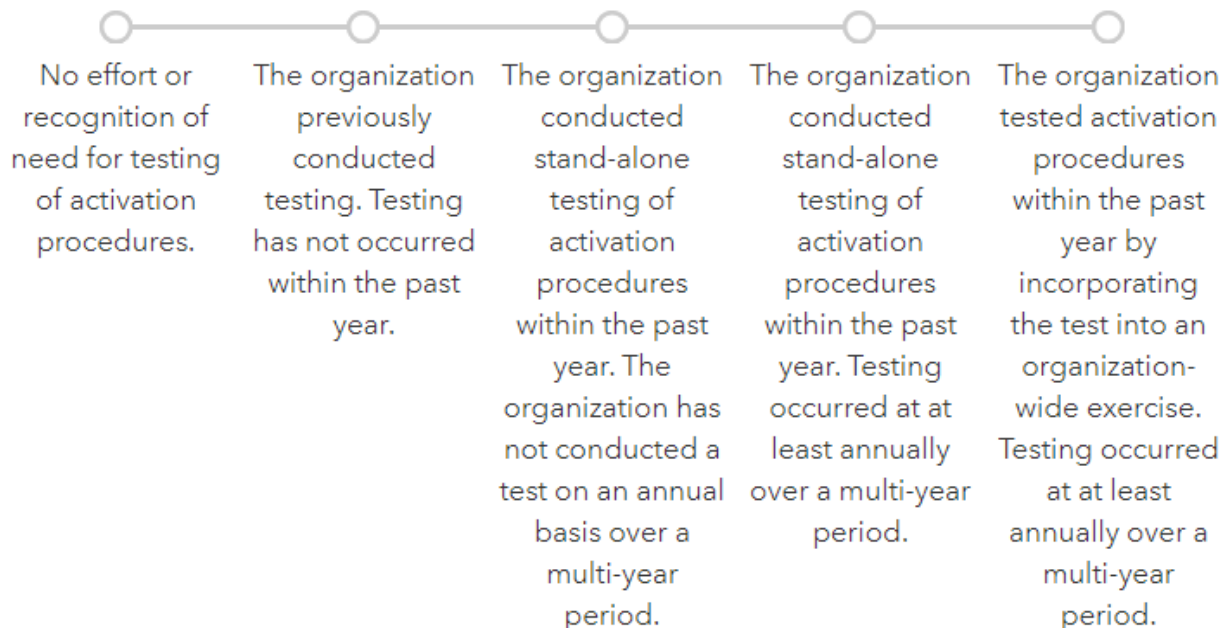 No effort or
recognition of
need for testing
of activation
procedures.
The organization
previously
conducted
testing. Testing
has not occurred
within the past
year.
The organization
conducted
stand-alone
testing of
activation
procedures
within the past
year. The
organization has
not conducted a
test on an annual
basis over a
multi-year
period.
The organization
conducted
stand-alone
testing of
activation
procedures
within the past
year. Testing
occurred at at
least annually
over a multi-year
period.
The organization
tested activation
procedures
within the past
year by
incorporating
the test into an
organization-
wide exercise.
Testing occurred
at at least
annually over a
multi-year
period.